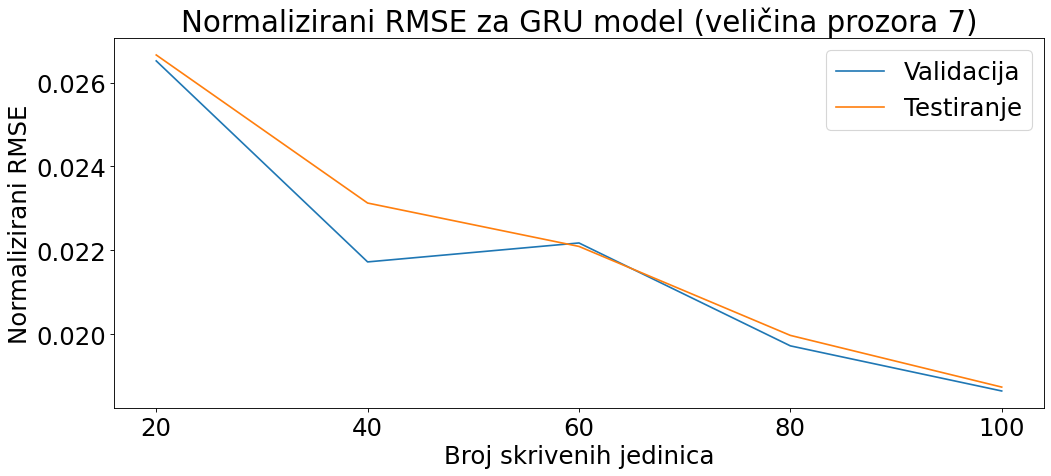 Normalizirani RMSE za GRU model (veličina prozora 7)
Validacija
Testiranje
Normalizirani RMSE
0.026
0.024
0.022
0.020
20 40 60 80 100
Broj skrivenih jedinica